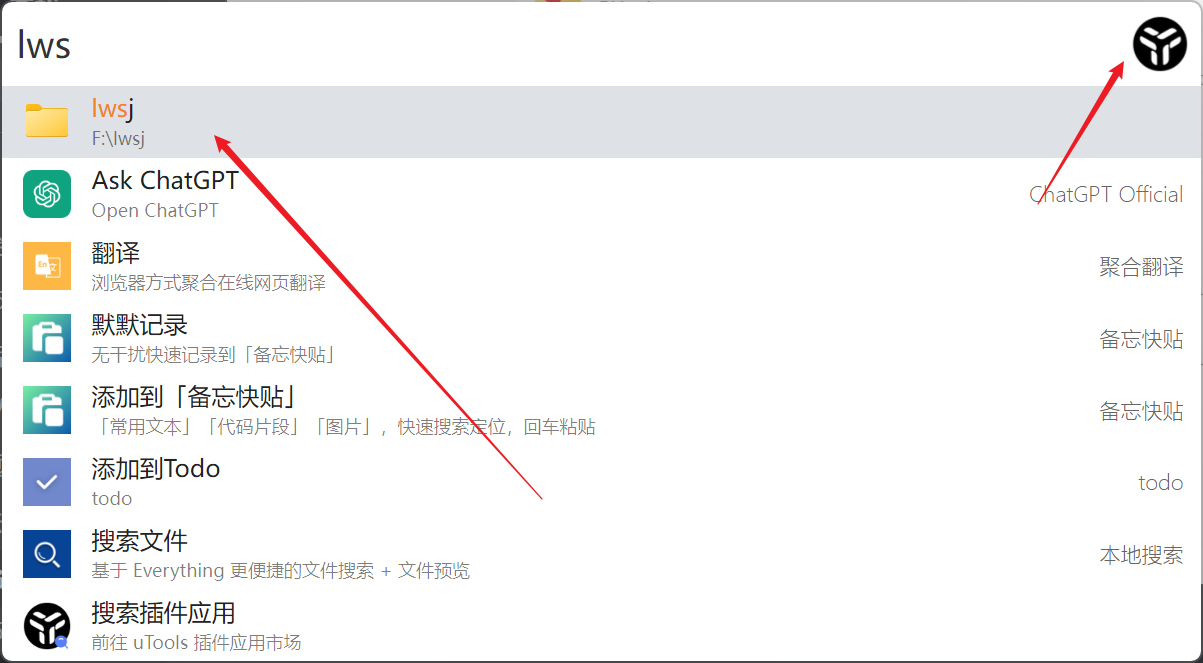 lws
lwsj
F:\lwsj
Ask ChatGPT
Open ChatGPT
ChatGPT Official
翻译
浏览器方式聚合在线网页翻译
聚合翻译
默默记录
无干扰快速记录到「备忘快贴」
备忘快贴
添加到「备忘快贴」
「常用文本」「代码片段」「图片」，快速搜索定位，回车粘贴
备忘快贴
添加到Todo
todo
todo
搜索文件
基于 Everything 更便捷的文件搜索 + 文件预览
本地搜索
搜索插件应用
前往 uTools 插件应用市场